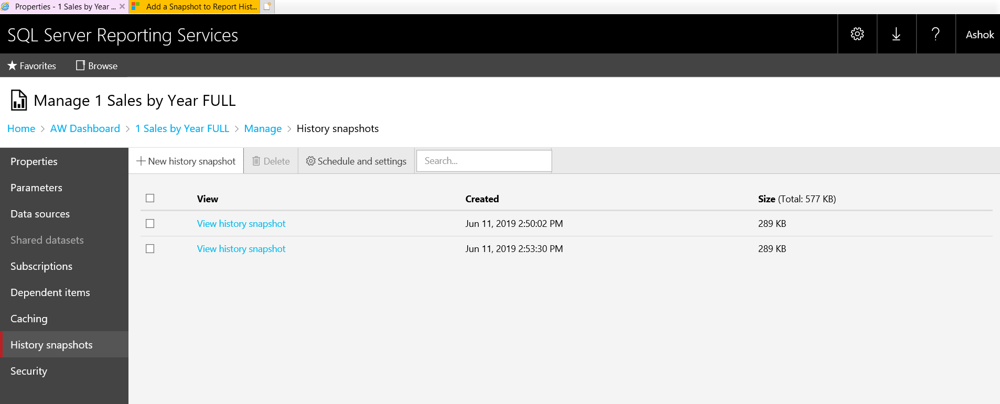 Properties - 1 Sales by Year ... Add a Snapshot to Report Hist...
SQL Server Reporting Services ? Ashok
Favorites Browse
Manage 1 Sales by Year FULL
Home > AW Dashboard > 1 Sales by Year FULL > Manage > History snapshots
Properties
Parameters
Data sources
Shared datasets
Subscriptions
Dependent items
Caching
History snapshots
Security
New history snapshot Delete Schedule and settings Search...
View Created Size (Total: 577 KB)
View history snapshot Jun 11, 2019 2:50:02 PM 289 KB
View history snapshot Jun 11, 2019 2:53:30 PM 289 KB